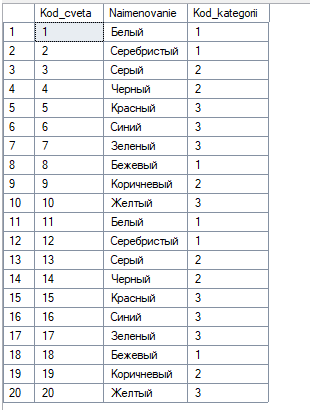 Kod_cveta Naimenovanie Kod_kategorii
1 1 Белый 1
2 2 Серебристый 1
3 3 Серый 2
4 4 Черный 2
5 5 Красный 3
6 6 Синий 3
7 7 Зеленый 3
8 8 Бежевый 1
9 9 Коричневый 2
10 10 Желтый 3
11 11 Белый 1
12 12 Серебристый 1
13 13 Серый 2
14 14 Черный 2
15 15 Красный 3
16 16 Синий 3
17 17 Зеленый 3
18 18 Бежевый 1
19 19 Коричневый 2
20 20 Желтый 3